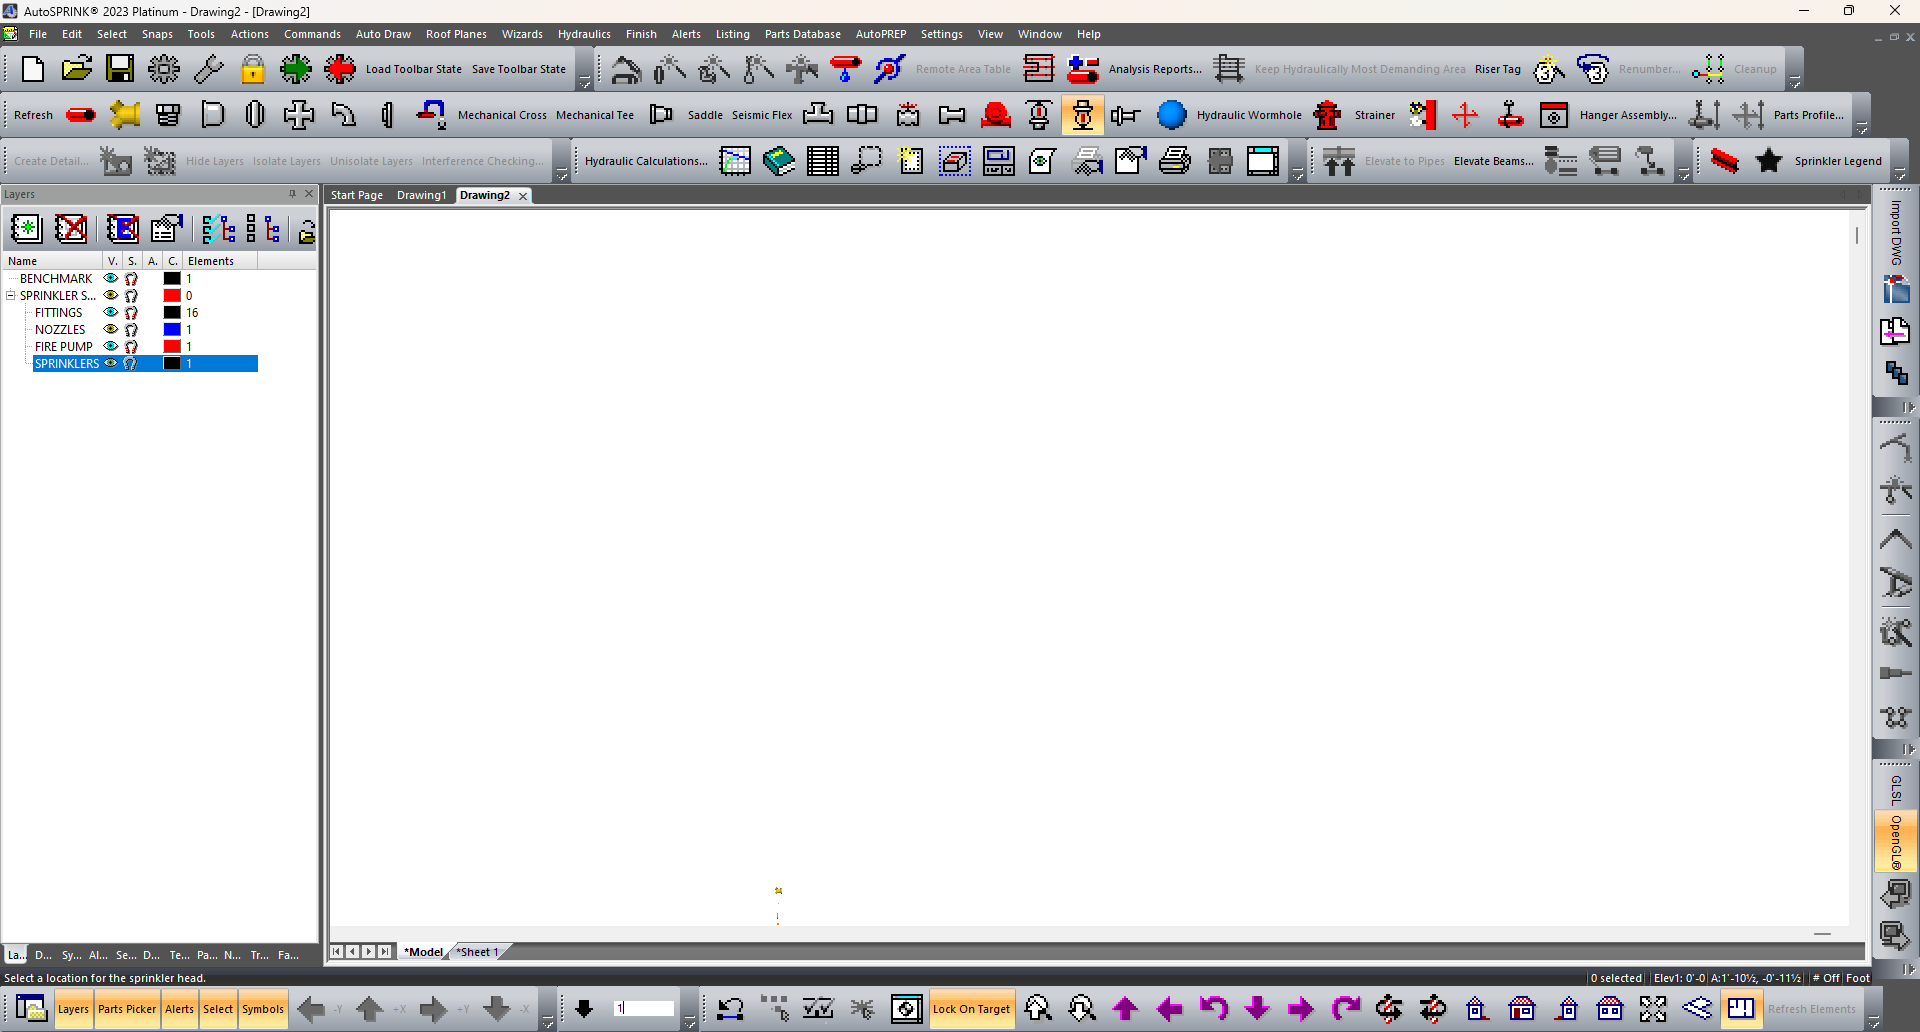 AutoSPRINK® 2023 Platinum - Drawing2 - [Drawing2]
File Edit Select Snaps Tools Actions Commands Auto Draw Roof Planes Wizards Hydraulics Finish Alerts Listing Parts Database AutoPREP Settings View Window Help
Load Toolbar State Save Toolbar State Remote Area Table Analysis Reports... Keep Hydraulically Most Demanding Area Riser Tag Renumber... Cleanup
Refresh Mechanical Cross Mechanical Tee Saddle Seismic Flex Hydraulic Wormhole Strainer Hanger Assembly... Parts Profile...
Create Detail... Hide Layers Isolate Layers Unisolate Layers Interference Checking... Hydraulic Calculations... Elevate to Pipes Elevate Beams... Sprinkler Legend
Layers
Start Page Drawing1 Drawing2
Import DWG
Name V. S. A. C. Elements
BENCHMARK 1
SPRINKLER S... 0
FITTINGS 16
NOZZLES 1
FIRE PUMP 1
SPRINKLERS 1
GLSL
OpenGL®
La... D... Sy... Al... Se... D... Te... Pa... N... Tr... Fa...
*Model *Sheet 1
Select a location for the sprinkler head.
0 selected Elev1: 0'-0 A:1'-10½, -0'-11½ # Off Foot
Layers Parts Picker Alerts Select Symbols -Y +X +Y -X 1 Lock On Target Refresh Elements